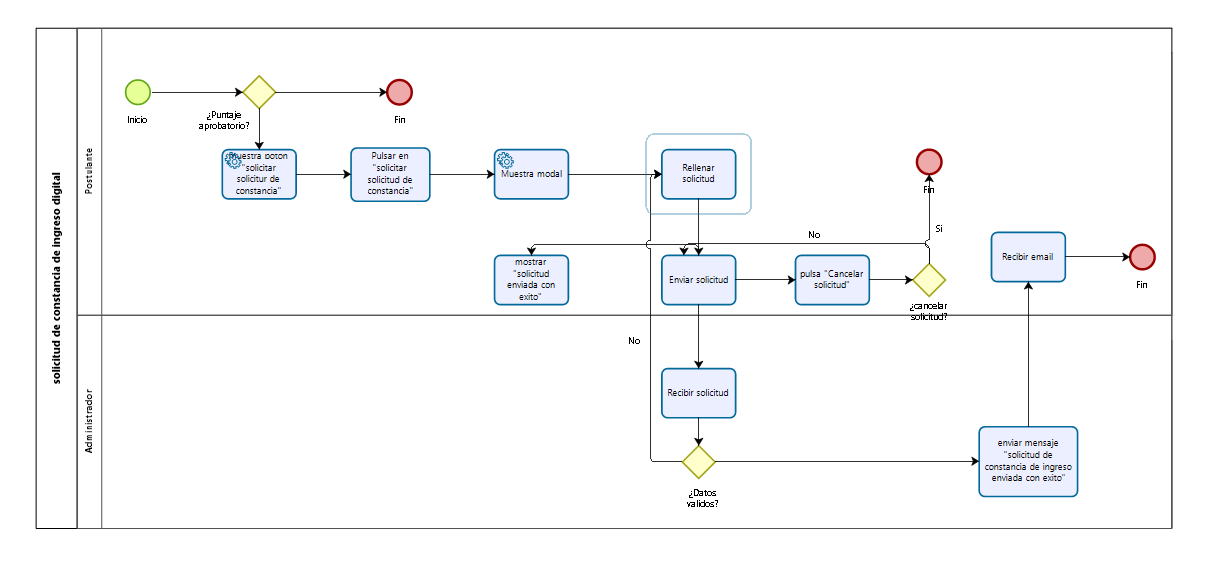 solicitud de constancia de ingreso digital
Postulante
Inicio
¿Puntaje
aprobatorio?
Fin
muestra boton
"solicitar
solicitur de
constancia"
Pulsar en
"solicitar
solicitud de
constancia"
Muestra modal
Rellenar
solicitud
Fin
Si
No
mostrar
"solicitud
enviada con
exito"
Enviar solicitud
pulsa "Cancelar
solicitud"
¿cancelar
solicitud?
Recibir email
Fin
Administrador
No
Recibir solicitud
¿Datos
validos?
enviar mensaje
"solicitud de
constancia de ingreso
enviada con exito"